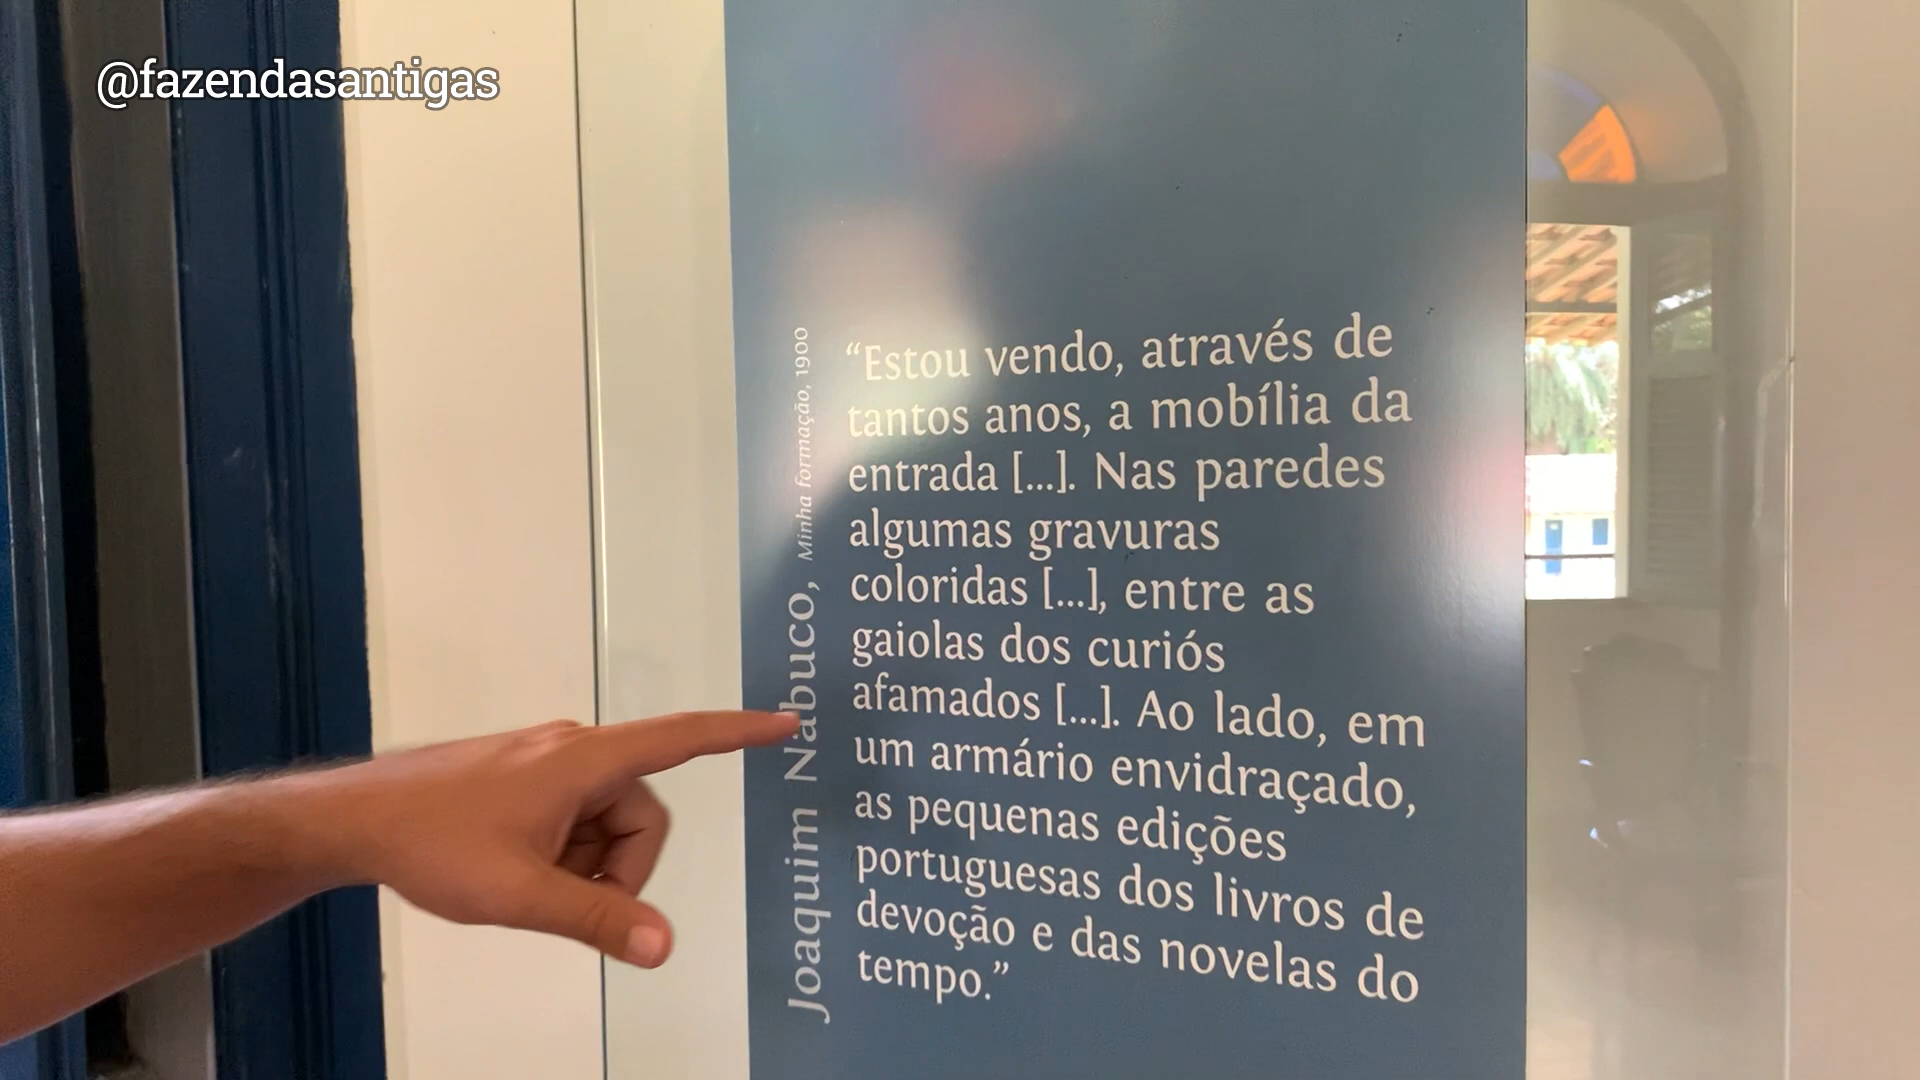 @fazendasantigas
Joaquim Nabuco, Minha formação, 1900
“Estou vendo, através de
tantos anos, a mobília da
entrada [...]. Nas paredes
algumas gravuras
coloridas [...], entre as
gaiolas dos curiós
afamados [...]. Ao lado, em
um armário envidraçado,
as pequenas edições
portuguesas dos livros de
devoção e das novelas do
tempo.”